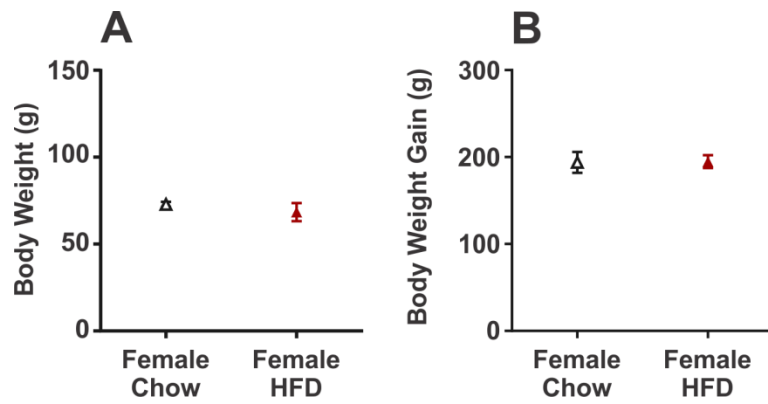 A
Body Weight (g)
150
100
50
0
Female
Chow
Female
HFD
B
Body Weight Gain (g)
300
200
100
0
Female
Chow
Female
HFD